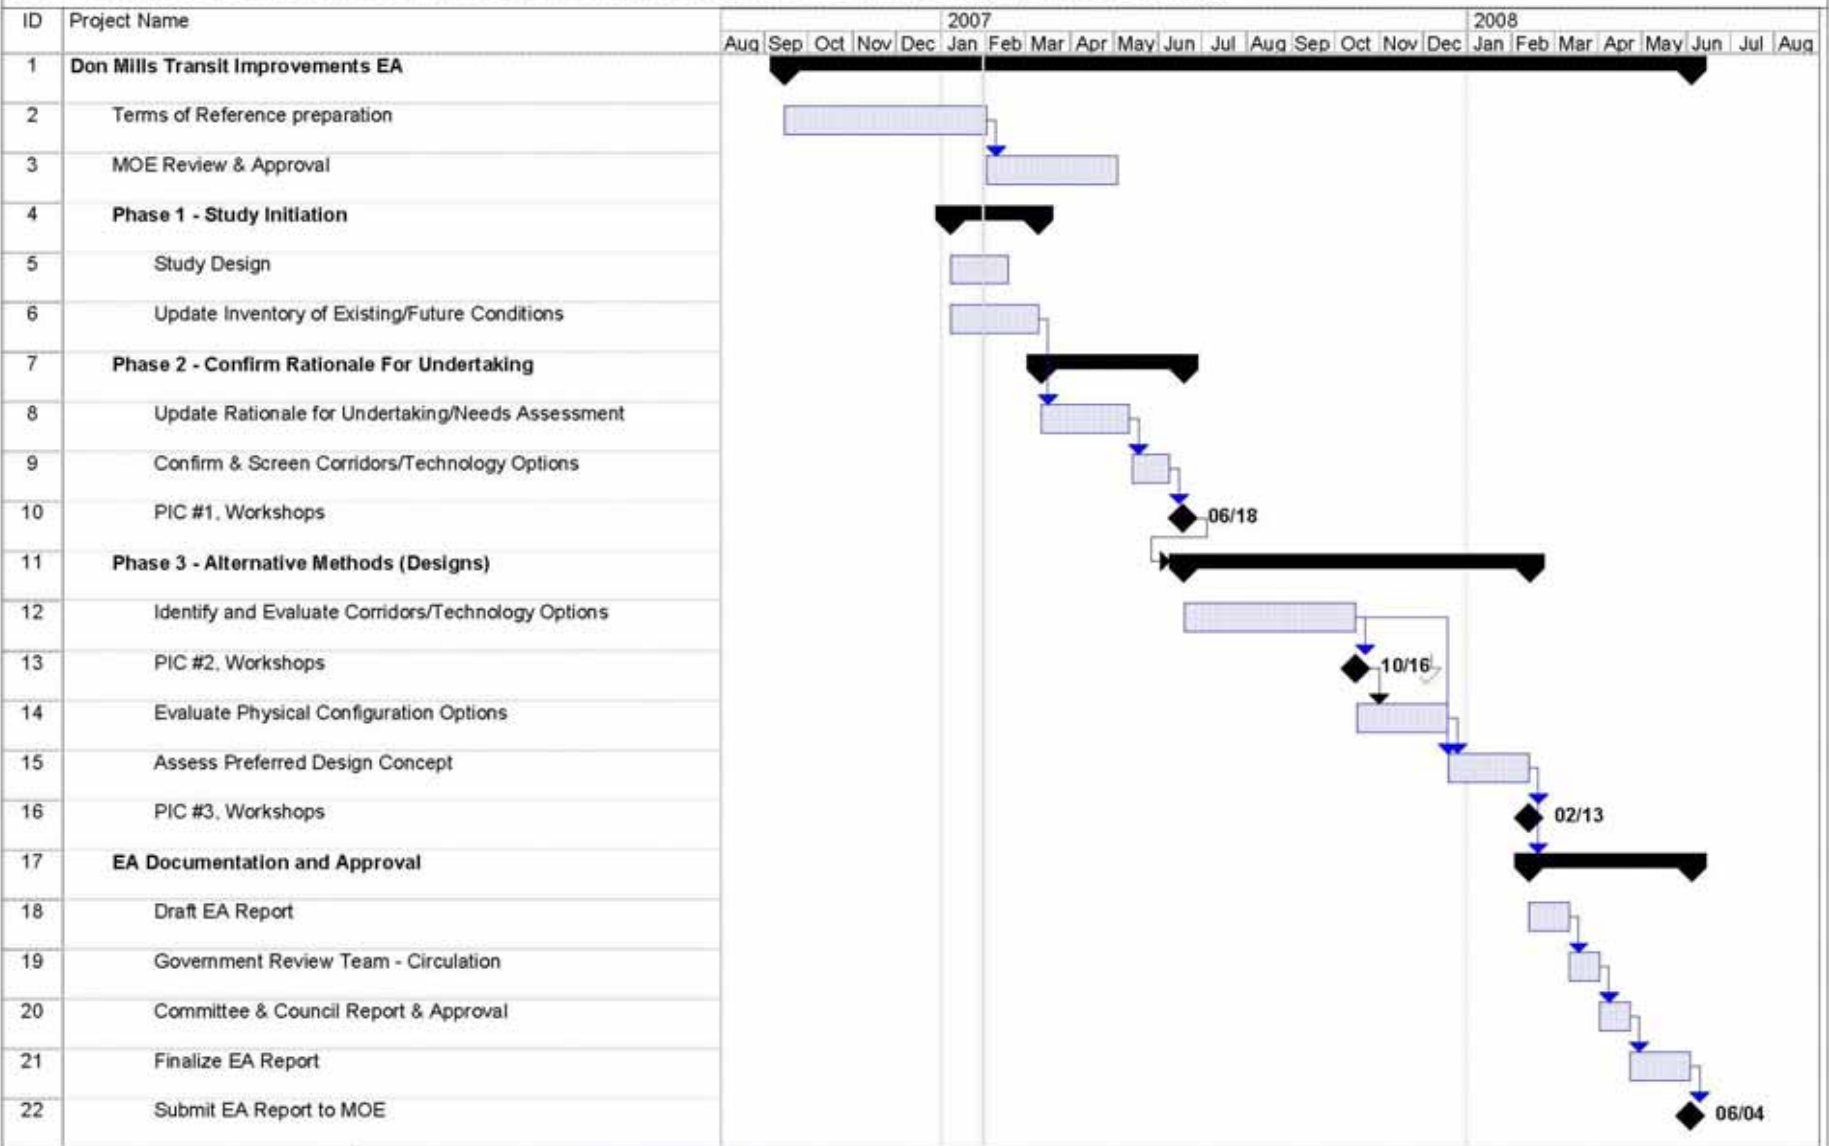 ID Project Name 2007 2008
Aug Sep Oct Nov Dec Jan Feb Mar Apr May Jun Jul Aug Sep Oct Nov Dec Jan Feb Mar Apr May Jun Jul Aug
1 Don Mills Transit Improvements EA
2 Terms of Reference preparation
3 MOE Review & Approval
4 Phase 1 - Study Initiation
5 Study Design
6 Update Inventory of Existing/Future Conditions
7 Phase 2 - Confirm Rationale For Undertaking
8 Update Rationale for Undertaking/Needs Assessment
9 Confirm & Screen Corridors/Technology Options
10 PIC #1, Workshops 06/18
11 Phase 3 - Alternative Methods (Designs)
12 Identify and Evaluate Corridors/Technology Options
13 PIC #2, Workshops 10/16
14 Evaluate Physical Configuration Options
15 Assess Preferred Design Concept
16 PIC #3, Workshops 02/13
17 EA Documentation and Approval
18 Draft EA Report
19 Government Review Team - Circulation
20 Committee & Council Report & Approval
21 Finalize EA Report
22 Submit EA Report to MOE 06/04